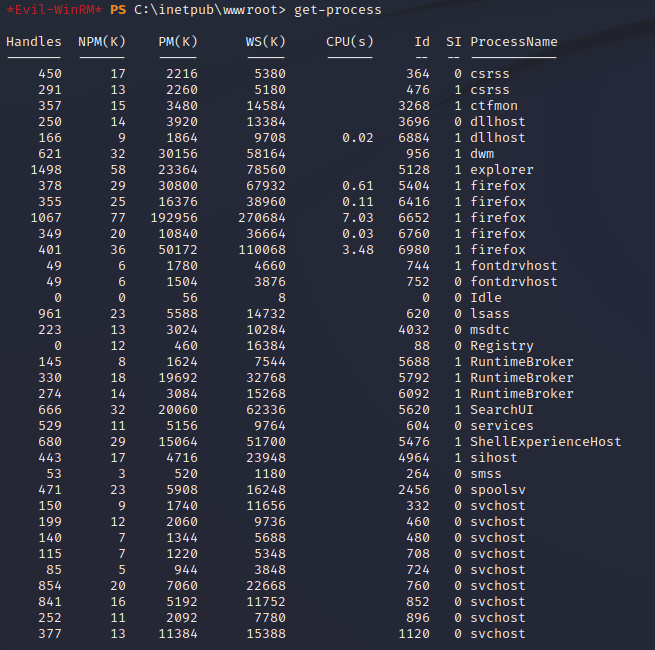 *Evil-WinRM* PS C:\inetpub\wwwroot> get-process
Handles NPM(K) PM(K) WS(K) CPU(s) Id SI ProcessName
------- ------ ----- ----- ------ -- -- -----------
450 17 2216 5380 364 0 csrss
291 13 2260 5180 476 1 csrss
357 15 3480 14584 3268 1 ctfmon
250 14 3920 13384 3696 0 dllhost
166 9 1864 9708 0.02 6884 1 dllhost
621 32 30156 58164 956 1 dwm
1498 58 23364 78560 5128 1 explorer
378 29 30800 67932 0.61 5404 1 firefox
355 25 16376 38960 0.11 6416 1 firefox
1067 77 192956 270684 7.03 6652 1 firefox
349 20 10840 36664 0.03 6760 1 firefox
401 36 50172 110068 3.48 6980 1 firefox
49 6 1780 4660 744 1 fontdrvhost
49 6 1504 3876 752 0 fontdrvhost
0 0 56 8 0 0 Idle
961 23 5588 14732 620 0 lsass
223 13 3024 10284 4032 0 msdtc
0 12 460 16384 88 0 Registry
145 8 1624 7544 5688 1 RuntimeBroker
330 18 19692 32768 5792 1 RuntimeBroker
274 14 3084 15268 6092 1 RuntimeBroker
666 32 20060 62336 5620 1 SearchUI
529 11 5156 9764 604 0 services
680 29 15064 51700 5476 1 ShellExperienceHost
443 17 4716 23948 4964 1 sihost
53 3 520 1180 264 0 smss
471 23 5908 16248 2456 0 spoolsv
150 9 1740 11656 332 0 svchost
199 12 2060 9736 460 0 svchost
140 7 1344 5688 480 0 svchost
115 7 1220 5348 708 0 svchost
85 5 944 3848 724 0 svchost
854 20 7060 22668 760 0 svchost
841 16 5192 11752 852 0 svchost
252 11 2092 7780 896 0 svchost
377 13 11384 15388 1120 0 svchost